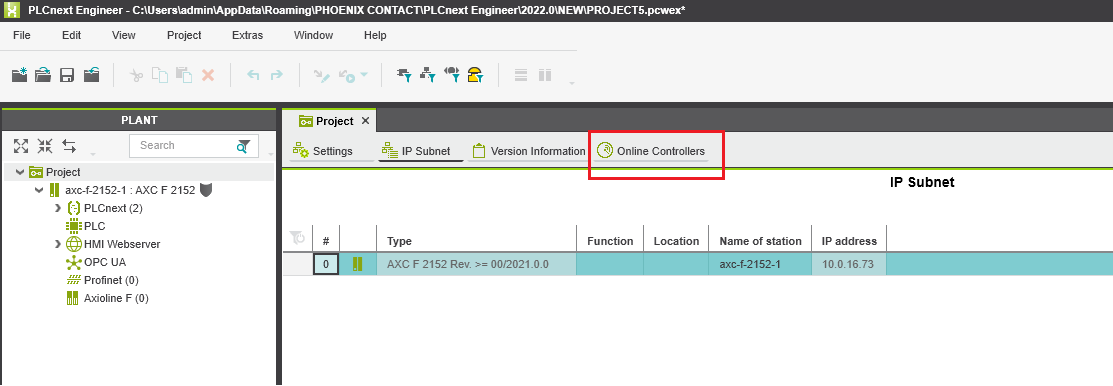 PLCnext Engineer - C:\Users\admin\AppData\Roaming\PHOENIX CONTACT\PLCnext Engineer\2022.0\NEW\PROJECT5.pcwex*
File Edit View Project Extras Window Help
PLANT
Project
Search
Settings IP Subnet Version Information Online Controllers
Project
IP Subnet
axc-f-2152-1 : AXC F 2152
PLCnext (2)
PLC
HMI Webserver
OPC UA
Profinet (0)
Axioline F (0)
# Type Function Location Name of station IP address
0 AXC F 2152 Rev. >= 00/2021.0.0 axc-f-2152-1 10.0.16.73